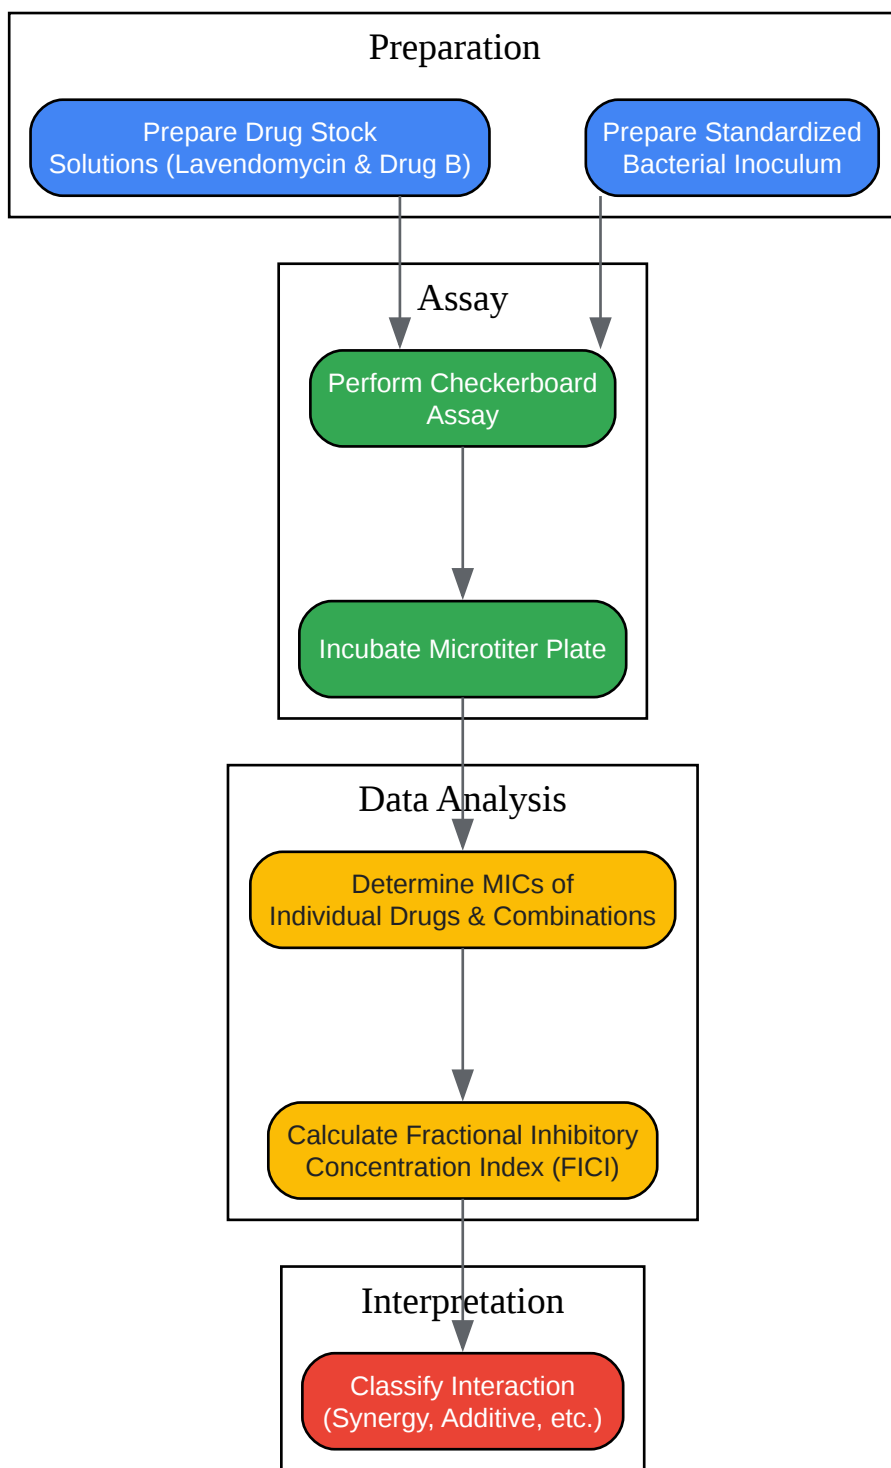 Preparation
Prepare Drug Stock
Solutions (Lavendomycin & Drug B)
Prepare Standardized
Bacterial Inoculum
Assay
Perform Checkerboard
Assay
Incubate Microtiter Plate
Data Analysis
Determine MICs of
Individual Drugs & Combinations
Calculate Fractional Inhibitory
Concentration Index (FICI)
Interpretation
Classify Interaction
(Synergy, Additive, etc.)